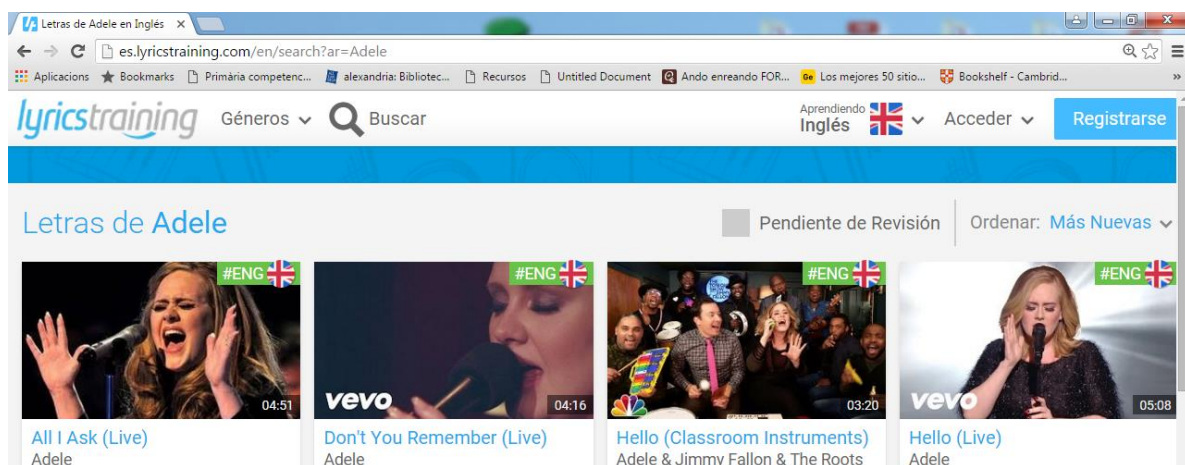 Letras de Adele en Inglés
es.lyricstraining.com/en/search?ar=Adele
Aplicacions Bookmarks Primària competenc... alexandria: Bibliotec... Recursos Untitled Document Ando enreando FOR... Ge Los mejores 50 sitio... Bookshelf - Cambrid... »
lyricstraining Géneros Buscar Aprendiendo Inglés Acceder Registrarse
Letras de Adele Pendiente de Revisión Ordenar: Más Nuevas
#ENG #ENG #ENG #ENG
04:51 vevo 04:16 03:20 vevo 05:08
All I Ask (Live) Don't You Remember (Live) Hello (Classroom Instruments) Hello (Live)
Adele Adele Adele & Jimmy Fallon & The Roots Adele